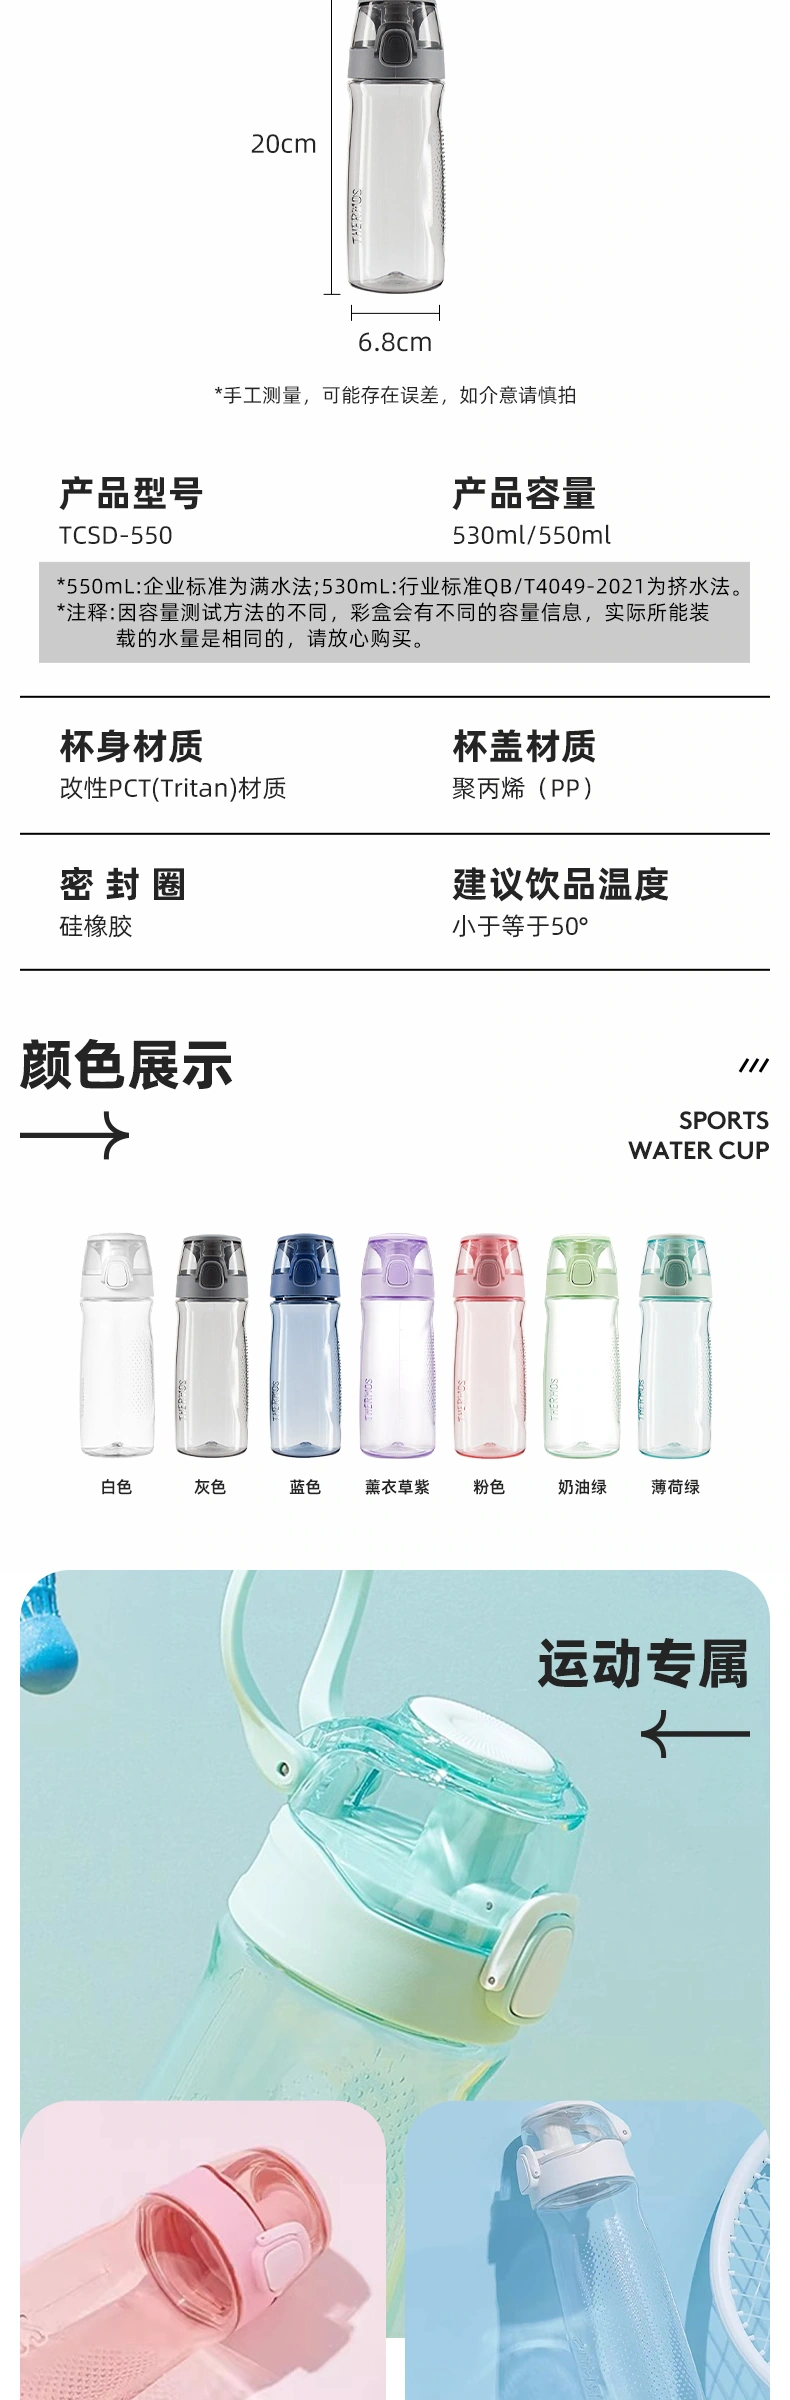 20cm
THERMOS
6.8cm
*手工测量，可能存在误差，如介意请慎拍
产品型号
TCSD-550
产品容量
530ml/550ml
*550mL:企业标准为满水法;530mL:行业标准QB/T4049-2021为挤水法。
*注释:因容量测试方法的不同，彩盒会有不同的容量信息，实际所能装
载的水量是相同的，请放心购买。
杯身材质
改性PCT(Tritan)材质
杯盖材质
聚丙烯（PP）
密 封 圈
硅橡胶
建议饮品温度
小于等于50°
颜色展示
SPORTS
WATER CUP
THERMOS
THERMOS
THERMOS
THERMOS
THERMOS
THERMOS
白色
灰色
蓝色
薰衣草紫
粉色
奶油绿
薄荷绿
运动专属